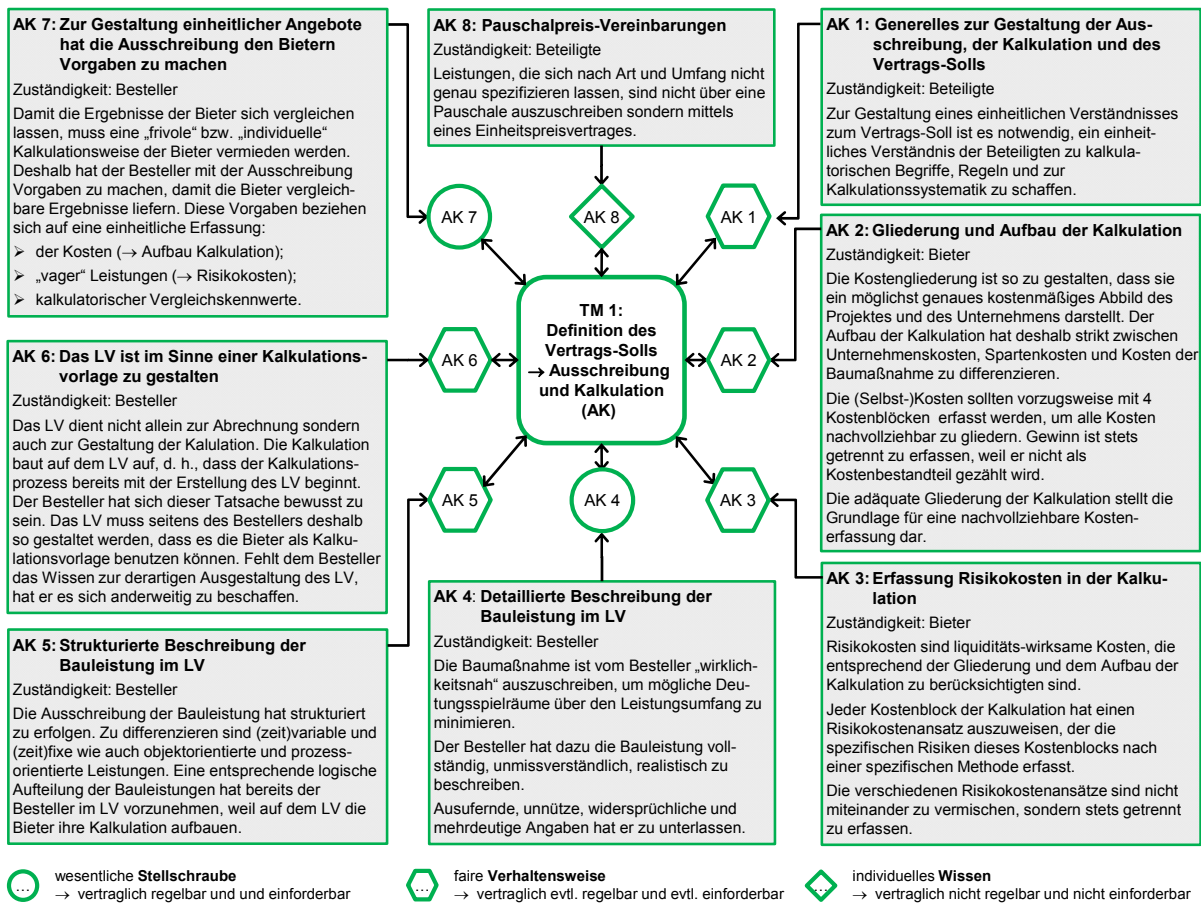 AK 7: Zur Gestaltung einheitlicher Angebote
hat die Ausschreibung den Bietern
Vorgaben zu machen
Zuständigkeit: Besteller
Damit die Ergebnisse der Bieter sich vergleichen
lassen, muss eine „frivole“ bzw. „individuelle“
Kalkulationsweise der Bieter vermieden werden.
Deshalb hat der Besteller mit der Ausschreibung
Vorgaben zu machen, damit die Bieter vergleich-
bare Ergebnisse liefern. Diese Vorgaben beziehen
sich auf eine einheitliche Erfassung:
➢ der Kosten (→ Aufbau Kalkulation);
➢ „vager“ Leistungen (→ Risikokosten);
➢ kalkulatorischer Vergleichskennwerte.
AK 8: Pauschalpreis-Vereinbarungen
Zuständigkeit: Beteiligte
Leistungen, die sich nach Art und Umfang nicht
genau spezifizieren lassen, sind nicht über eine
Pauschale auszuschreiben sondern mittels
eines Einheitspreisvertrages.
AK 1: Generelles zur Gestaltung der Aus-
schreibung, der Kalkulation und des
Vertrags-Solls
Zuständigkeit: Beteiligte
Zur Gestaltung eines einheitlichen Verständnisses
zum Vertrags-Soll ist es notwendig, ein einheit-
liches Verständnis der Beteiligten zu kalkula-
torischen Begriffe, Regeln und zur
Kalkulationssystematik zu schaffen.
AK 7
AK 8
AK 1
AK 2: Gliederung und Aufbau der Kalkulation
Zuständigkeit: Bieter
Die Kostengliederung ist so zu gestalten, dass sie
ein möglichst genaues kostenmäßiges Abbild des
Projektes und des Unternehmens darstellt. Der
Aufbau der Kalkulation hat deshalb strikt zwischen
Unternehmenskosten, Spartenkosten und Kosten der
Baumaßnahme zu differenzieren.
Die (Selbst-)Kosten sollten vorzugsweise mit 4
Kostenblöcken erfasst werden, um alle Kosten
nachvollziehbar zu gliedern. Gewinn ist stets
getrennt zu erfassen, weil er nicht als
Kostenbestandteil gezählt wird.
Die adäquate Gliederung der Kalkulation stellt die
Grundlage für eine nachvollziehbare Kosten-
erfassung dar.
TM 1:
Definition des
Vertrags-Solls
→ Ausschreibung
und Kalkulation
(AK)
AK 6
AK 2
AK 6: Das LV ist im Sinne einer Kalkulations-
vorlage zu gestalten
Zuständigkeit: Besteller
Das LV dient nicht allein zur Abrechnung sondern
auch zur Gestaltung der Kalulation. Die Kalkulation
baut auf dem LV auf, d. h., dass der Kalkulations-
prozess bereits mit der Erstellung des LV beginnt.
Der Besteller hat sich dieser Tatsache bewusst zu
sein. Das LV muss seitens des Bestellers deshalb
so gestaltet werden, dass es die Bieter als Kalku-
lationsvorlage benutzen können. Fehlt dem Besteller
das Wissen zur derartigen Ausgestaltung des LV,
hat er es sich anderweitig zu beschaffen.
AK 5
AK 4
AK 3
AK 3: Erfassung Risikokosten in der Kalku-
lation
Zuständigkeit: Bieter
Risikokosten sind liquiditäts-wirksame Kosten, die
entsprechend der Gliederung und dem Aufbau der
Kalkulation zu berücksichtigten sind.
Jeder Kostenblock der Kalkulation hat einen
Risikokostenansatz auszuweisen, der die
spezifischen Risiken dieses Kostenblocks nach
einer spezifischen Methode erfasst.
Die verschiedenen Risikokostenansätze sind nicht
miteinander zu vermischen, sondern stets getrennt
zu erfassen.
AK 4: Detaillierte Beschreibung der
Bauleistung im LV
Zuständigkeit: Besteller
Die Baumaßnahme ist vom Besteller „wirklich-
keitsnah“ auszuschreiben, um mögliche Deu-
tungsspielräume über den Leistungsumfang zu
minimieren.
Der Besteller hat dazu die Bauleistung voll-
ständig, unmissverständlich, realistisch zu
beschreiben.
Ausufernde, unnütze, widersprüchliche und
mehrdeutige Angaben hat er zu unterlassen.
AK 5: Strukturierte Beschreibung der
Bauleistung im LV
Zuständigkeit: Besteller
Die Ausschreibung der Bauleistung hat strukturiert
zu erfolgen. Zu differenzieren sind (zeit)variable und
(zeit)fixe wie auch objektorientierte und prozess-
orientierte Leistungen. Eine entsprechende logische
Aufteilung der Bauleistungen hat bereits der
Besteller im LV vorzunehmen, weil auf dem LV die
Bieter ihre Kalkulation aufbauen.
... wesentliche Stellschraube
→ vertraglich regelbar und und einforderbar
... faire Verhaltensweise
→ vertraglich evtl. regelbar und evtl. einforderbar
... individuelles Wissen
→ vertraglich nicht regelbar und nicht einforderbar